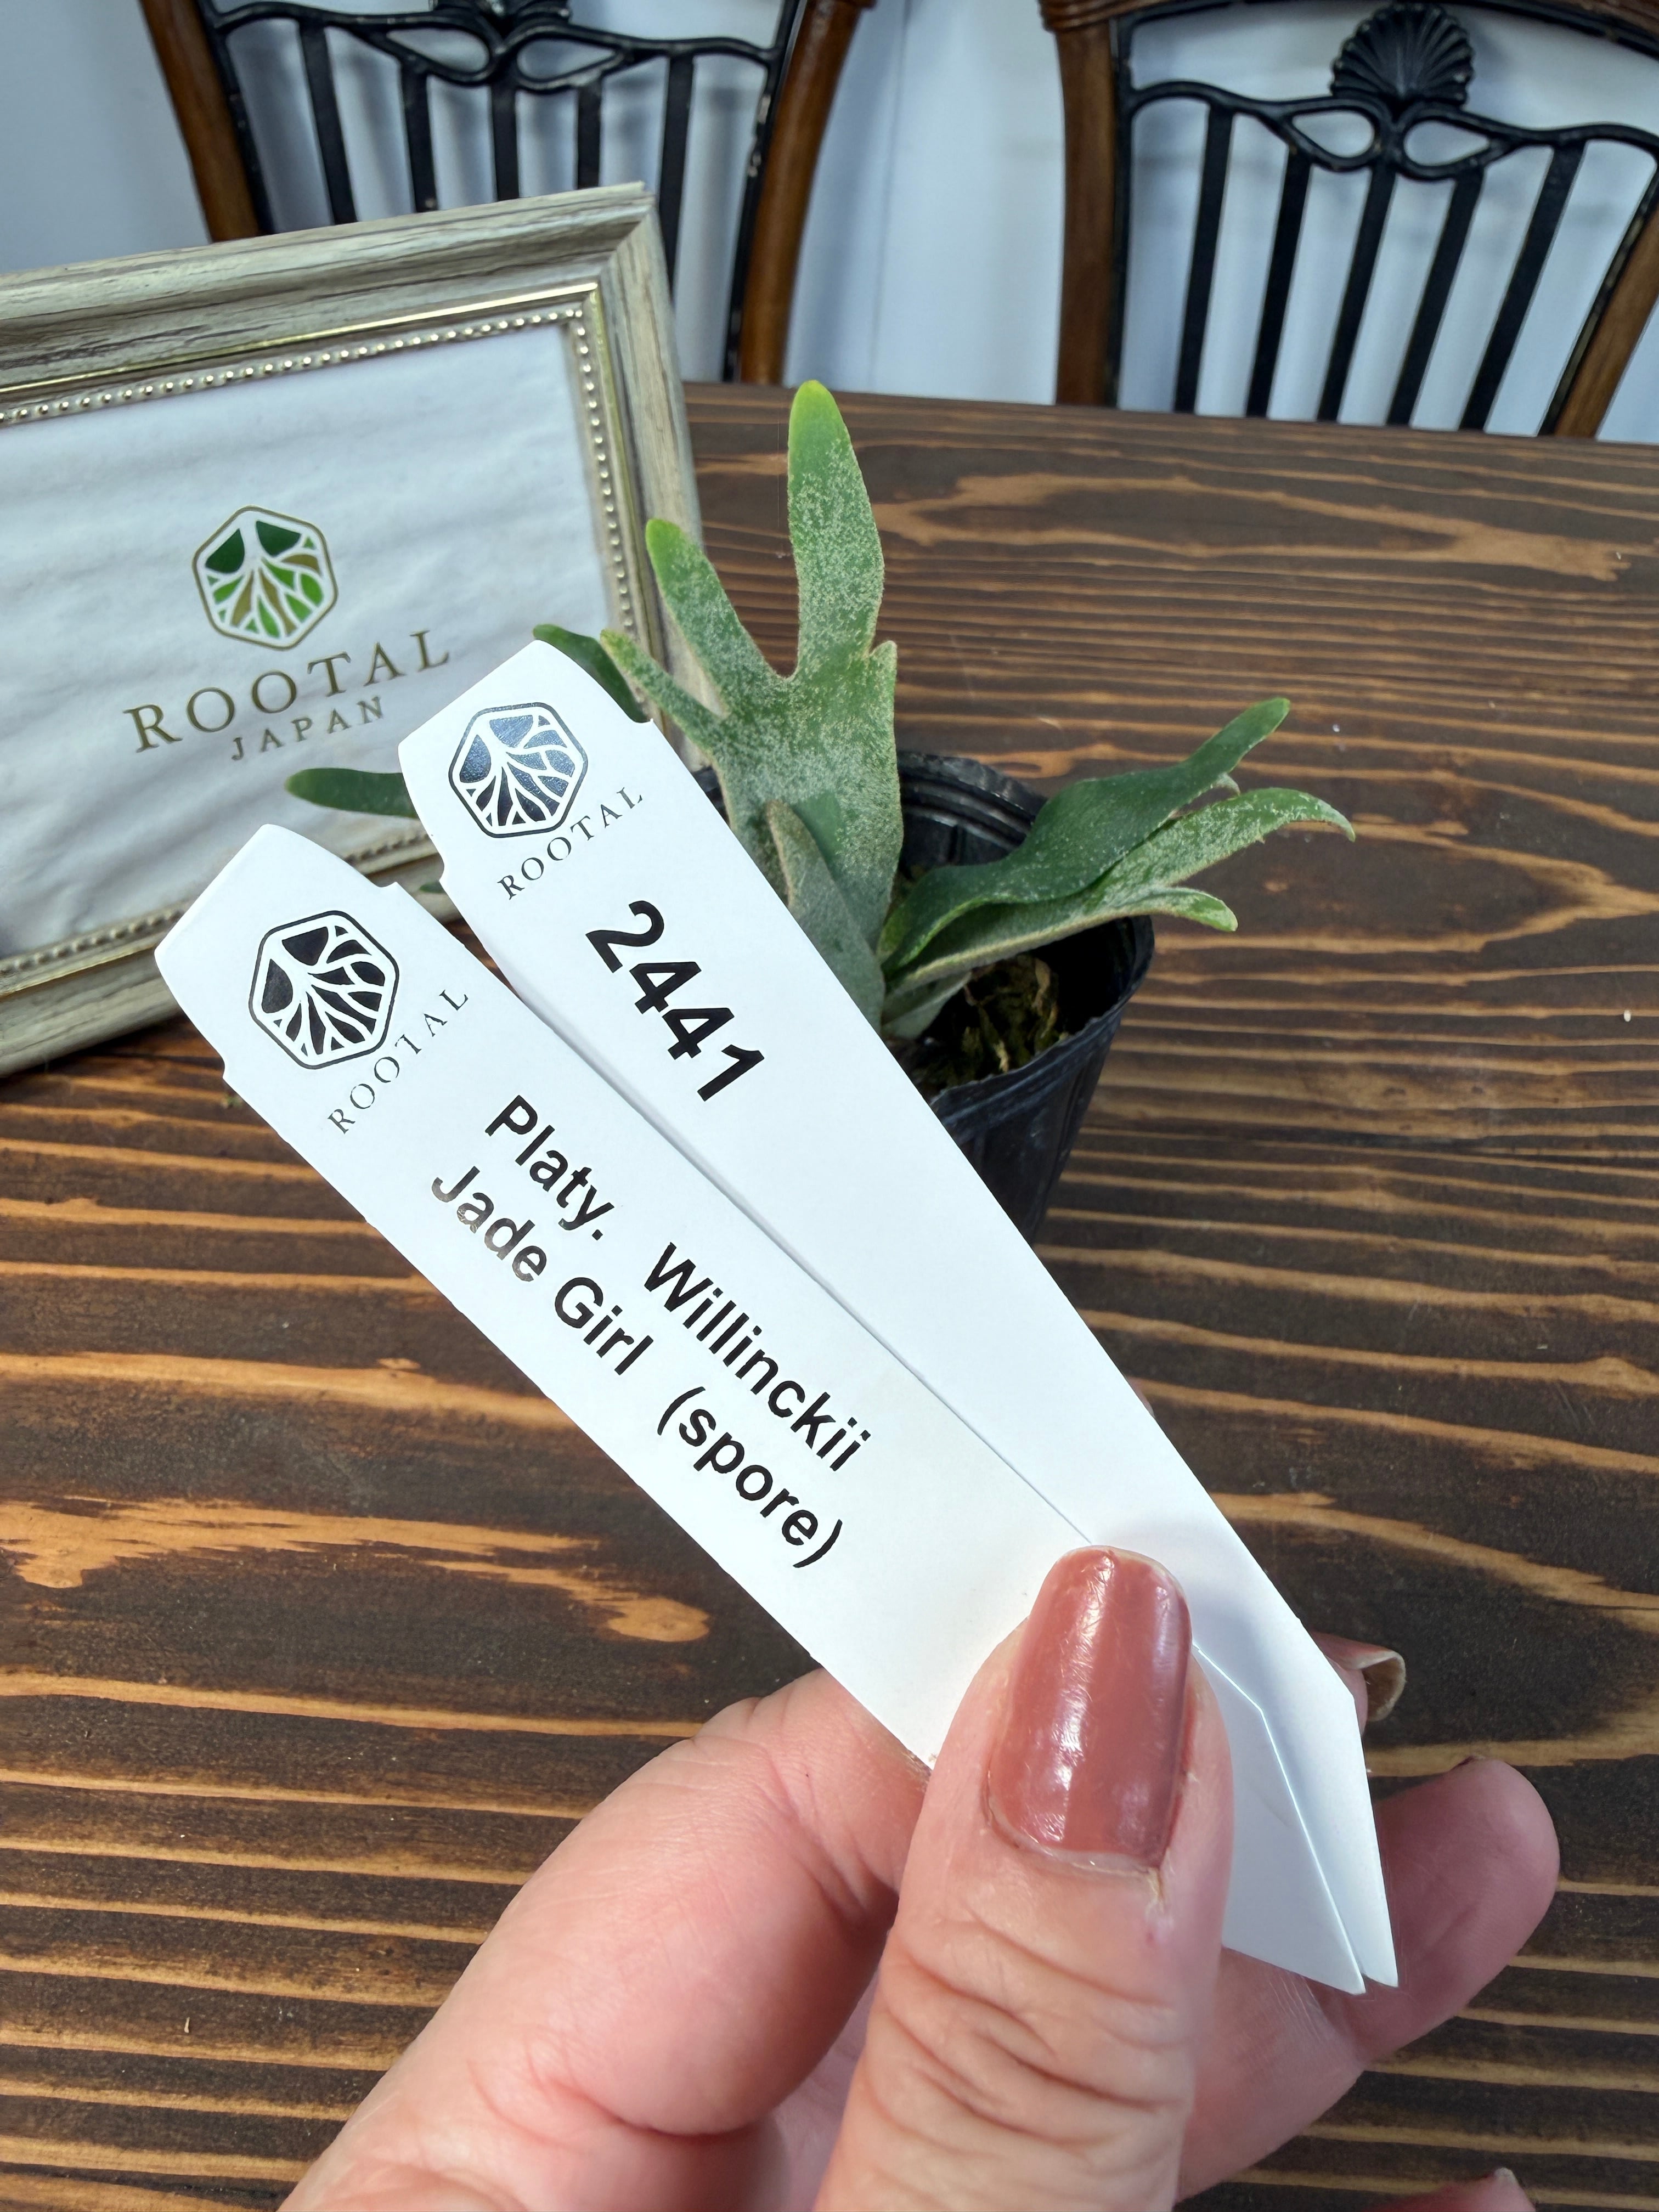 ROOTAL
JAPAN
ROOTAL
2441
ROOTAL
Platy. Willinckii
Jade Girl (spore)